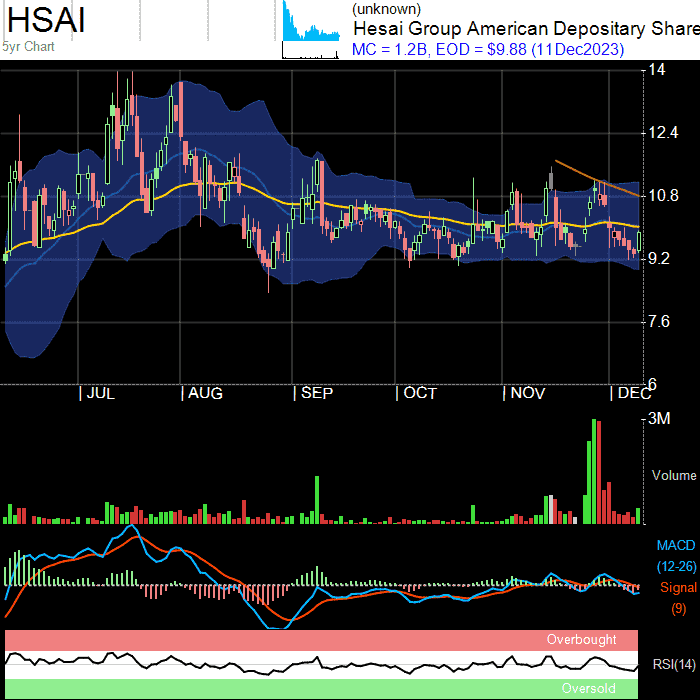 HSAI
5yr Chart
(unknown)
Hesai Group American Depositary Share
MC = 1.2B, EOD = $9.88 (11Dec2023)
14
12.4
10.8
9.2
7.6
6
JUL
AUG
SEP
OCT
NOV
DEC
3M
Volume
MACD
(12-26)
Signal
(9)
Overbought
RSI(14)
Oversold